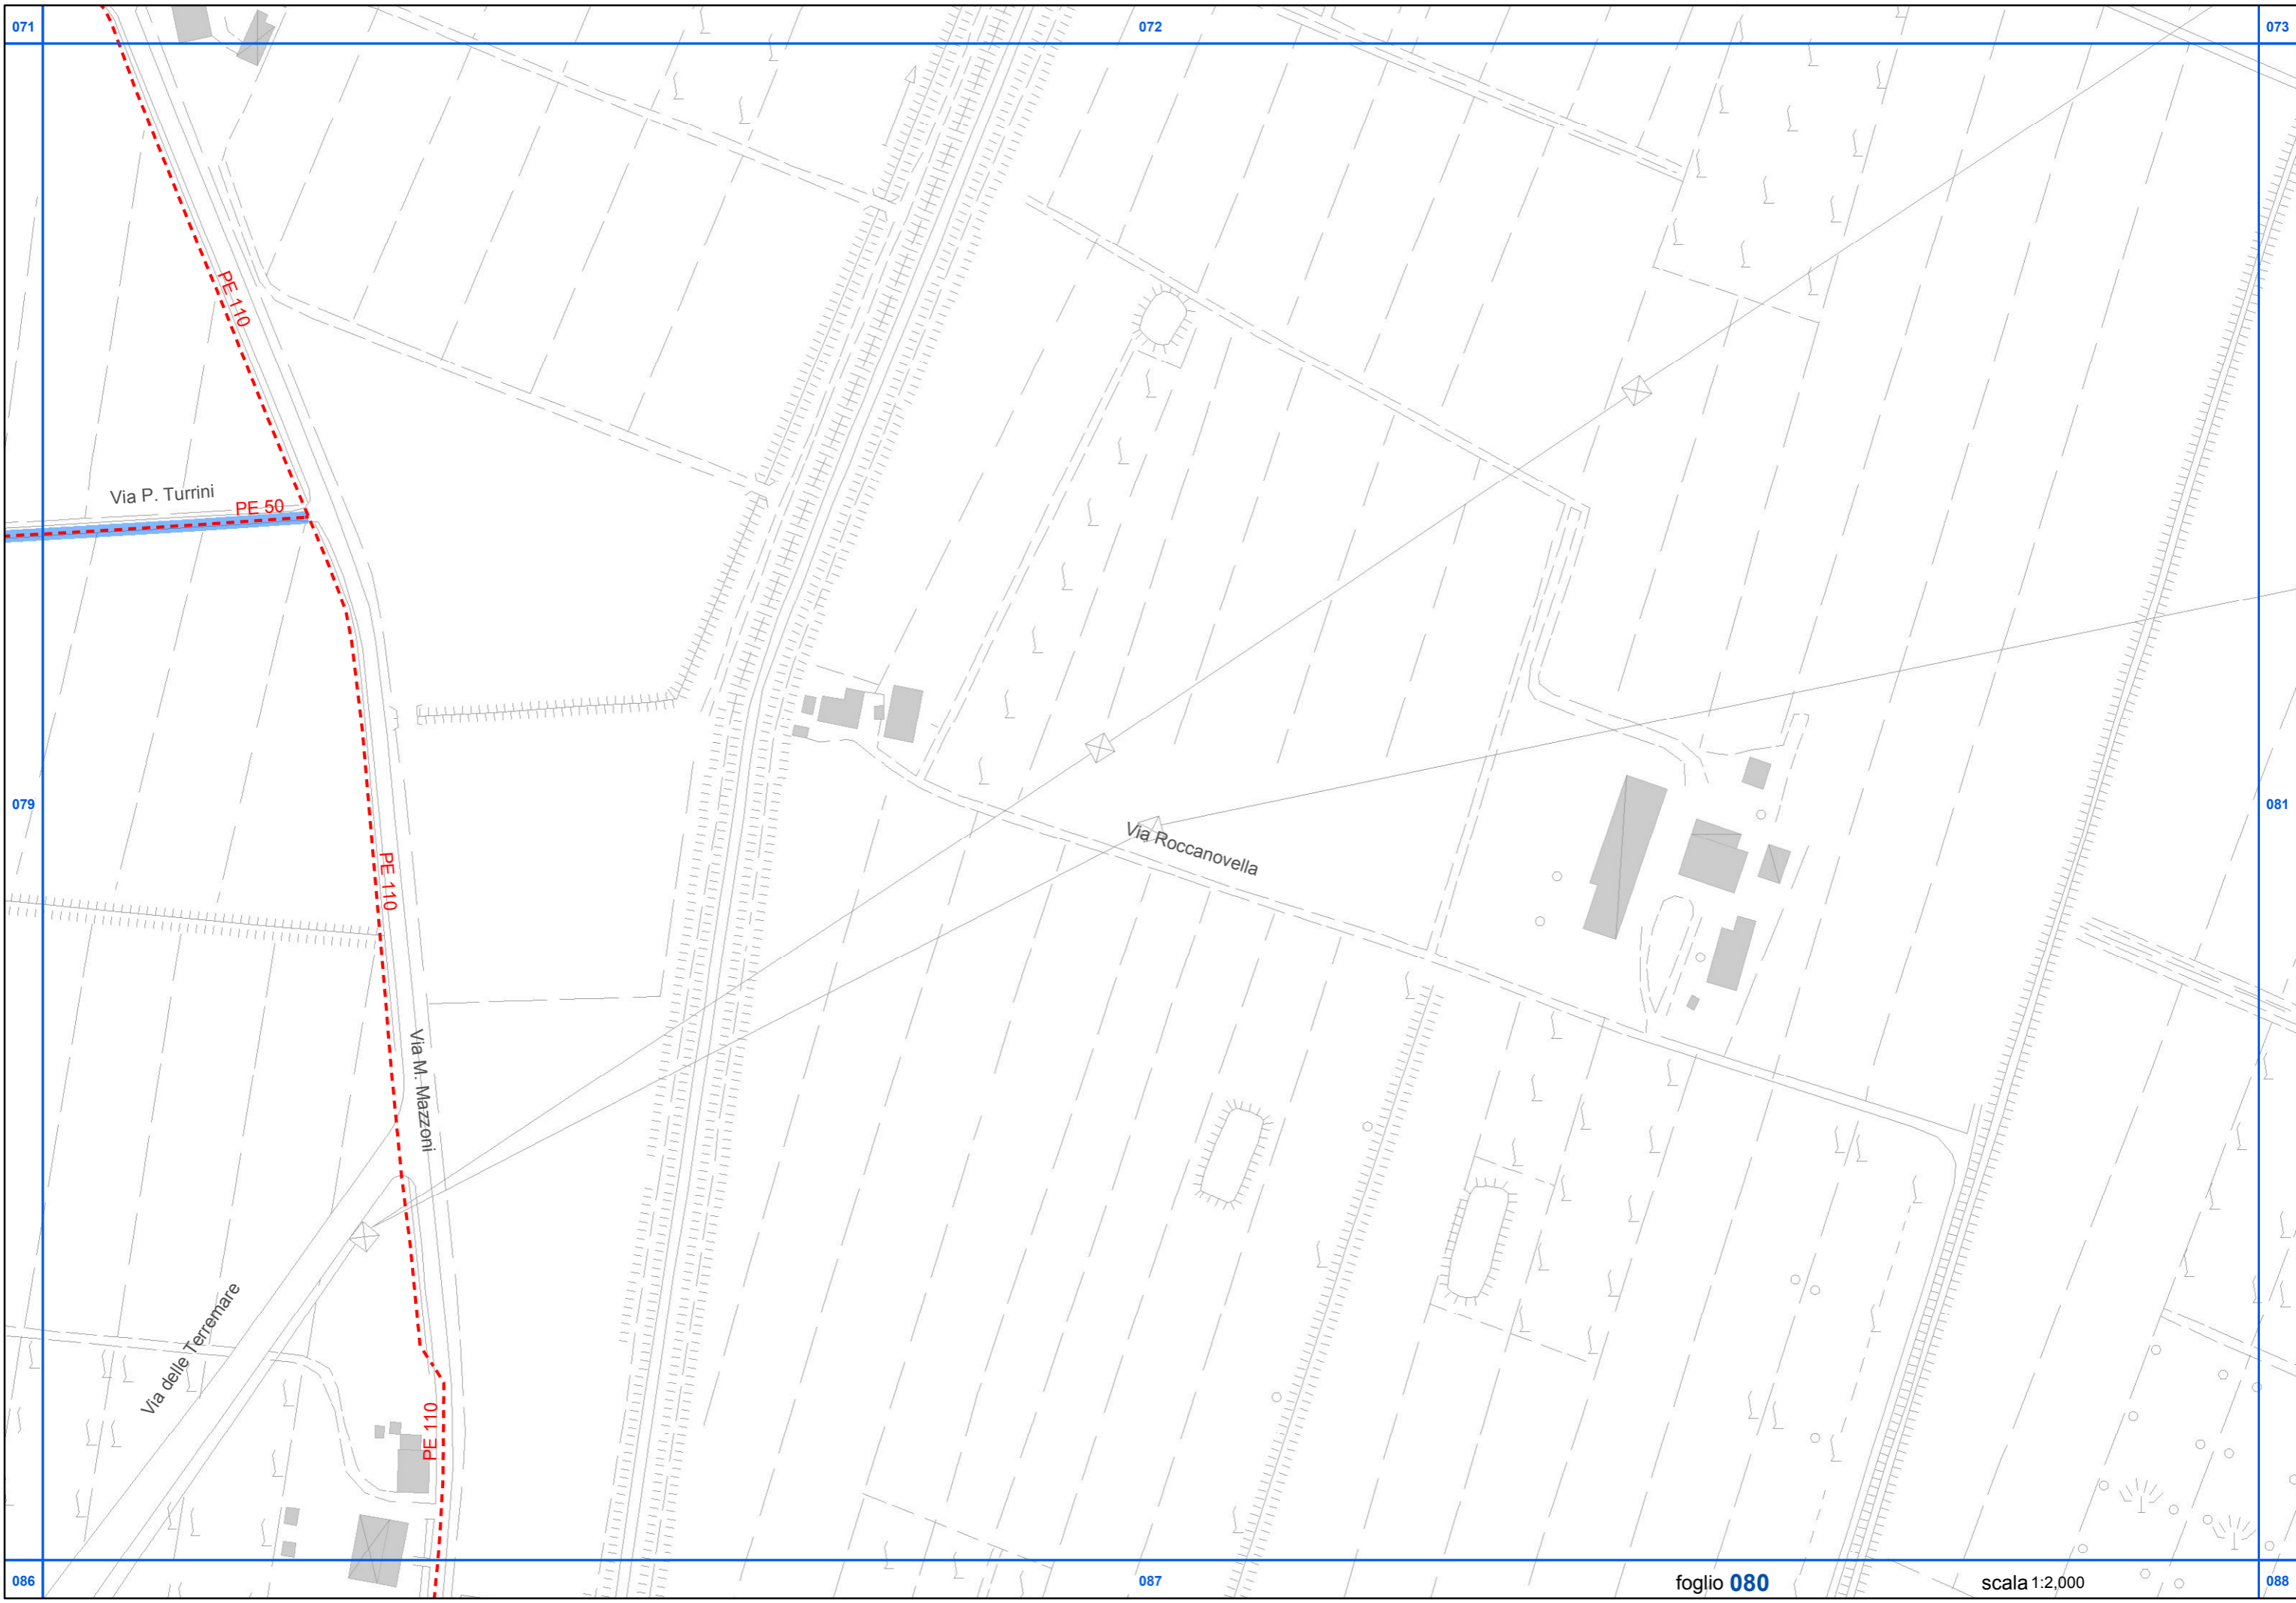 071
072
073
PE 110
Via P. Turrini
PE 50
079
081
Via Roccanovella
PE 110
Via M. Mazzoni
Via delle Terremare
PE 110
086
087
foglio 080
scala 1:2,000
088